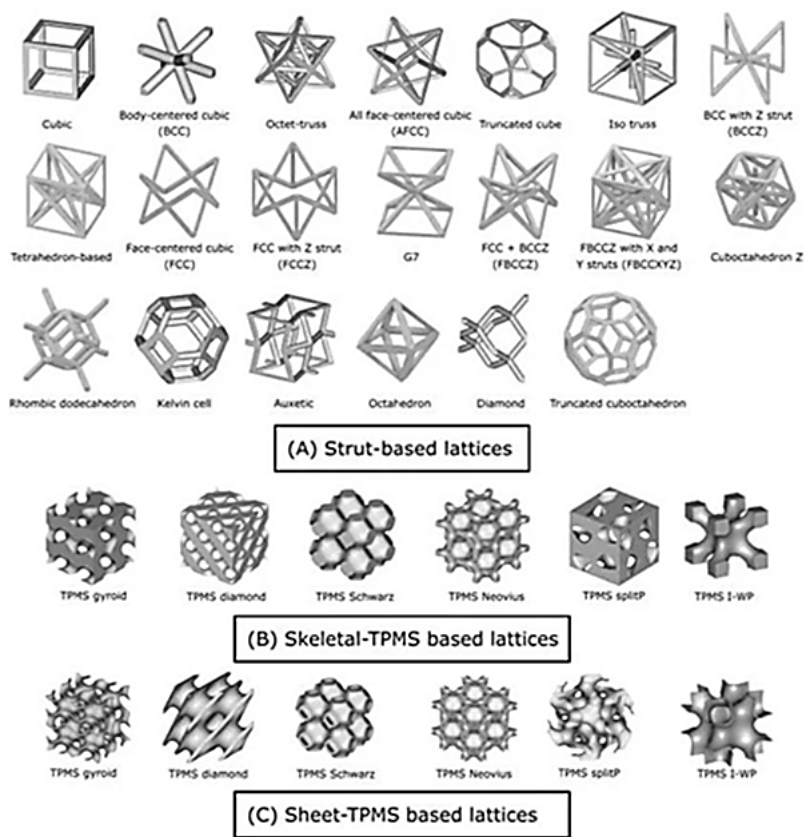 Cubic
Body-centered cubic
(BCC)
Octet-truss
All face-centered cubic
(AFCC)
Truncated cube
Iso truss
BCC with Z strut
(BCCZ)
Tetrahedron-based
Face-centered cubic
(FCC)
FCC with Z strut
(FCCZ)
G7
FCC + BCCZ
(FBCCZ)
FBCCZ with X and
Y struts (FBCCXYZ)
Cuboctahedron Z
Rhombic dodecahedron
Kelvin cell
Auxetic
Octahedron
Diamond
Truncated cuboctahedron
(A) Strut-based lattices
TPMS gyroid
TPMS diamond
TPMS Schwarz
TPMS Neovius
TPMS splitP
TPMS I-WP
(B) Skeletal-TPMS based lattices
TPMS gyroid
TPMS diamond
TPMS Schwarz
TPMS Neovius
TPMS splitP
TPMS I-WP
(C) Sheet-TPMS based lattices